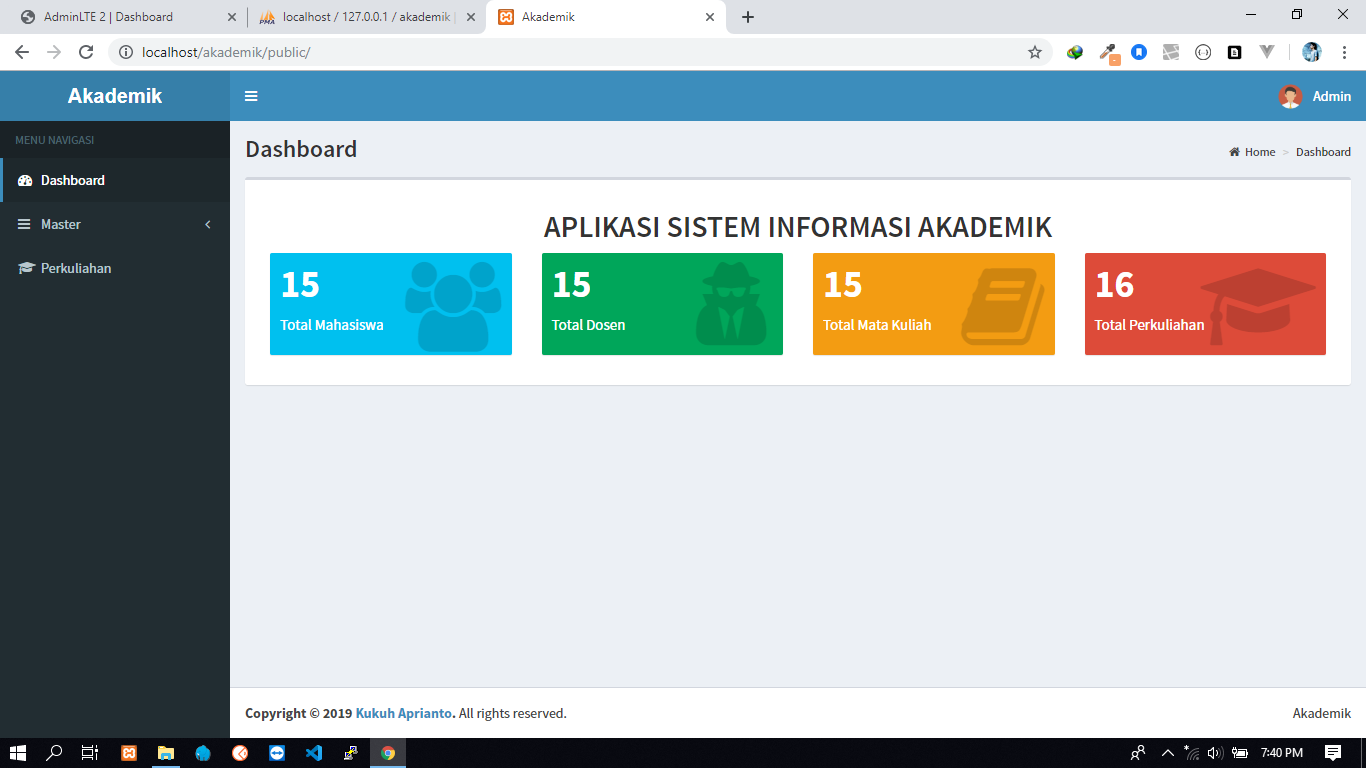 AdminLTE 2 | Dashboard
localhost / 127.0.0.1 / akademik |
Akademik
localhost/akademik/public/
Akademik
Admin
MENU NAVIGASI
Dashboard
Master
Perkuliahan
Dashboard
Home > Dashboard
APLIKASI SISTEM INFORMASI AKADEMIK
15
Total Mahasiswa
15
Total Dosen
15
Total Mata Kuliah
16
Total Perkuliahan
Copyright © 2019 Kukuh Aprianto. All rights reserved.
Akademik
7:40 PM